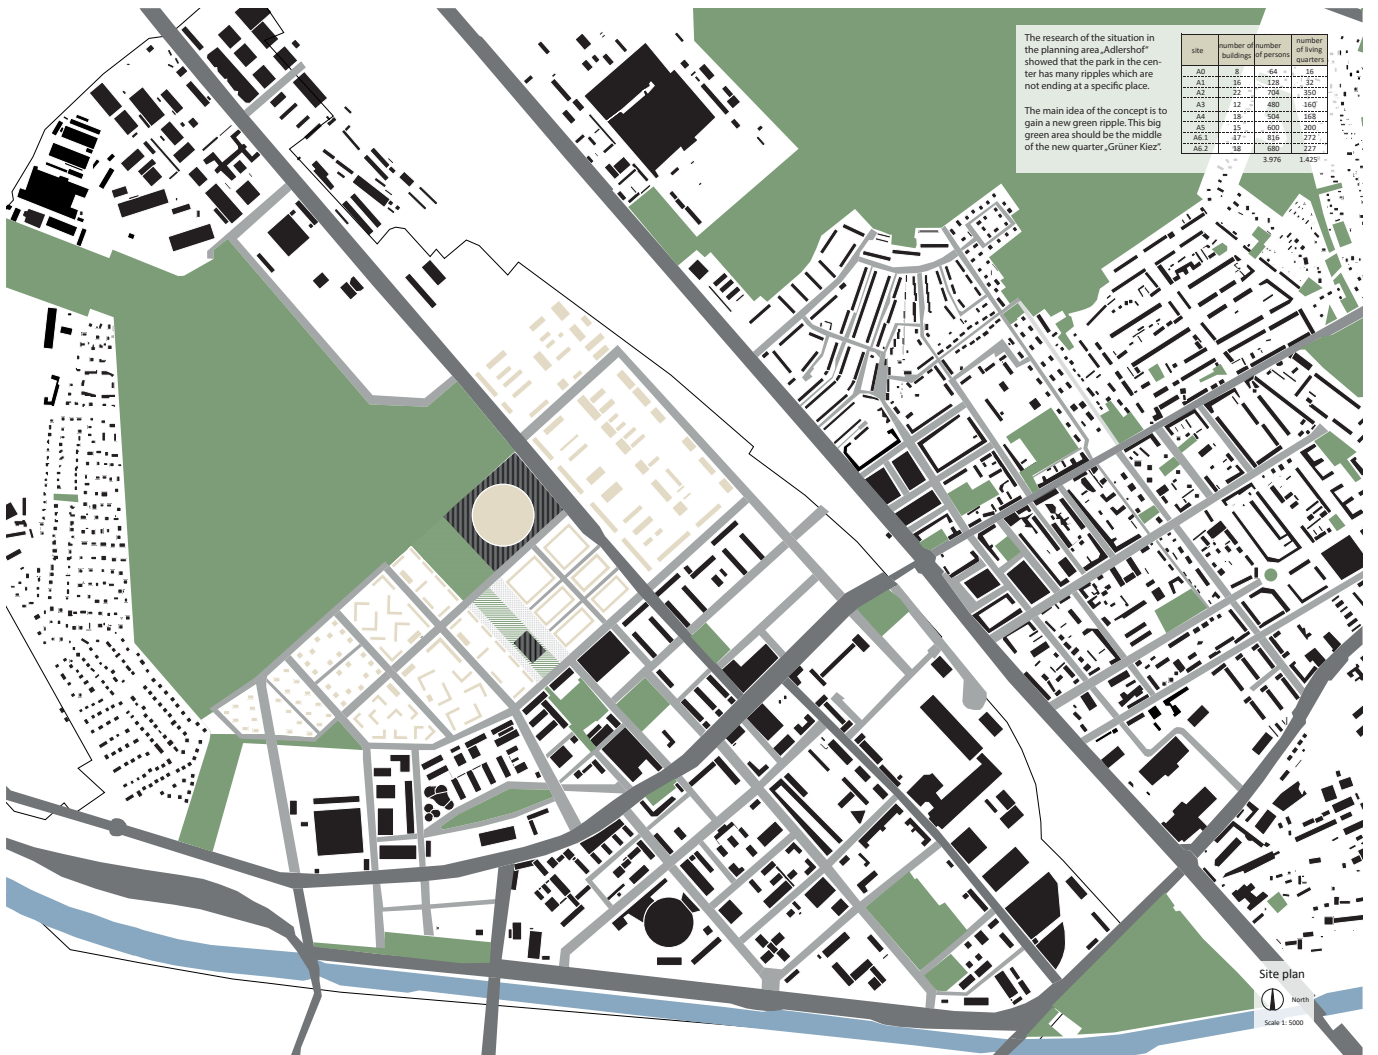 The research of the situation in
the planning area „Adlershof“
showed that the park in the cen-
ter has many ripples which are
not ending at a specific place.
The main idea of the concept is to
gain a new green ripple. This big
green area should be the middle
of the new quarter „Grüner Kiez“.
site number of buildings number of persons number of living quarters
A0 8 64 16
A1 16 128 32
A2 22 704 350
A3 12 480 160
A4 18 504 168
A5 15 600 200
A6.1 17 816 272
A6.2 18 680 227
3.976 1.425
Site plan
North
Scale 1: 5000